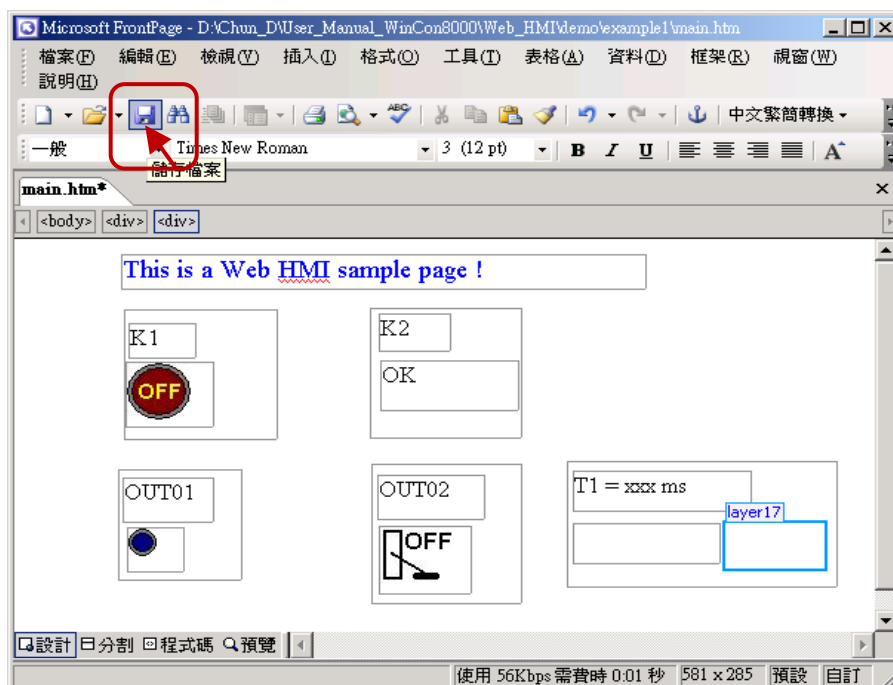 Microsoft FrontPage - D:\Chun_D\User_Manual_WinCon8000\Web_HMI\demo\example1\main.htm
檔案(F) 編輯(E) 檢視(V) 插入(I) 格式(O) 工具(T) 表格(A) 資料(D) 框架(R) 視窗(W)
說明(H)
ABC 中文繁簡轉換
一般 Times New Roman 3 (12 pt) B I U A
儲存檔案
main.htm*
<body> <div> <div>
This is a Web HMI sample page !
K1 K2
OFF OK
OUT01 OUT02 T1 = xxx ms
layer17
OFF
設計 分割 程式碼 預覽
使用 56Kbps 需費時 0:01 秒 581 x 285 預設 自訂